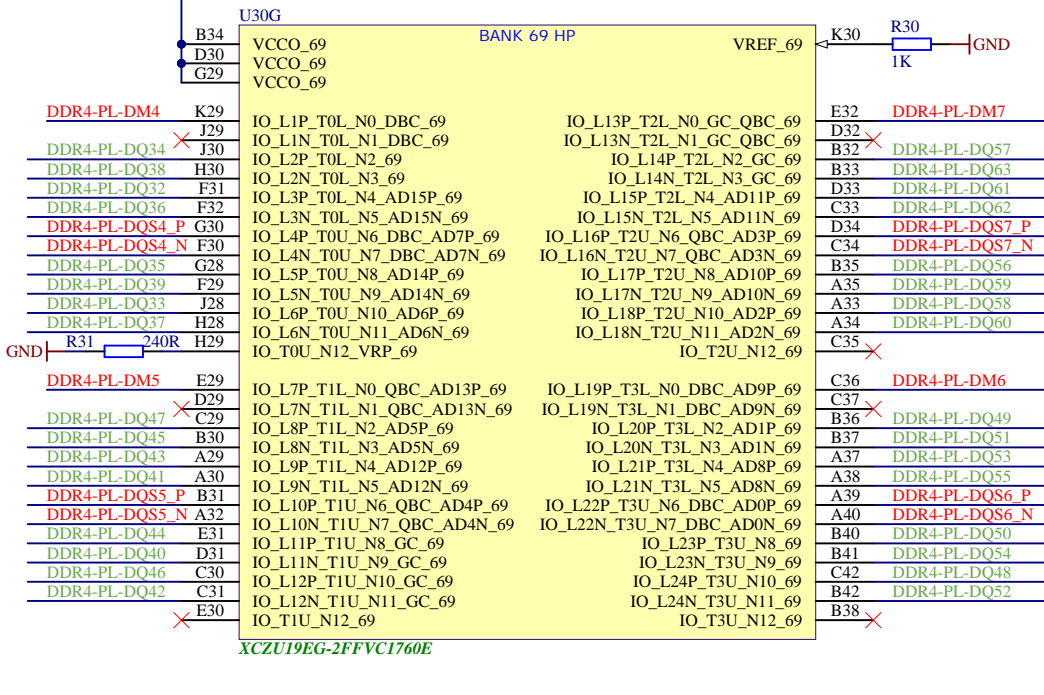 U30G
BANK 69 HP
B34 VCCO_69 VREF_69 K30 R30 GND
D30 VCCO_69 1K
G29 VCCO_69
DDR4-PL-DM4 K29 IO_L1P_T0L_N0_DBC_69 IO_L13P_T2L_N0_GC_QBC_69 E32 DDR4-PL-DM7
J29 IO_L1N_T0L_N1_DBC_69 IO_L13N_T2L_N1_GC_QBC_69 D32
DDR4-PL-DQ34 J30 IO_L2P_T0L_N2_69 IO_L14P_T2L_N2_GC_69 B32 DDR4-PL-DQ57
DDR4-PL-DQ38 H30 IO_L2N_T0L_N3_69 IO_L14N_T2L_N3_GC_69 B33 DDR4-PL-DQ63
DDR4-PL-DQ32 F31 IO_L3P_T0L_N4_AD15P_69 IO_L15P_T2L_N4_AD11P_69 D33 DDR4-PL-DQ61
DDR4-PL-DQ36 F32 IO_L3N_T0L_N5_AD15N_69 IO_L15N_T2L_N5_AD11N_69 C33 DDR4-PL-DQ62
DDR4-PL-DQS4_P G30 IO_L4P_T0U_N6_DBC_AD7P_69 IO_L16P_T2U_N6_QBC_AD3P_69 D34 DDR4-PL-DQS7_P
DDR4-PL-DQS4_N F30 IO_L4N_T0U_N7_DBC_AD7N_69 IO_L16N_T2U_N7_QBC_AD3N_69 C34 DDR4-PL-DQS7_N
DDR4-PL-DQ35 G28 IO_L5P_T0U_N8_AD14P_69 IO_L17P_T2U_N8_AD10P_69 B35 DDR4-PL-DQ56
DDR4-PL-DQ39 F29 IO_L5N_T0U_N9_AD14N_69 IO_L17N_T2U_N9_AD10N_69 A35 DDR4-PL-DQ59
DDR4-PL-DQ33 J28 IO_L6P_T0U_N10_AD6P_69 IO_L18P_T2U_N10_AD2P_69 A33 DDR4-PL-DQ58
DDR4-PL-DQ37 H28 IO_L6N_T0U_N11_AD6N_69 IO_L18N_T2U_N11_AD2N_69 A34 DDR4-PL-DQ60
GND R31 240R H29 IO_T0U_N12_VRP_69 IO_T2U_N12_69 C35
DDR4-PL-DM5 E29 IO_L7P_T1L_N0_QBC_AD13P_69 IO_L19P_T3L_N0_DBC_AD9P_69 C36 DDR4-PL-DM6
D29 IO_L7N_T1L_N1_QBC_AD13N_69 IO_L19N_T3L_N1_DBC_AD9N_69 C37
DDR4-PL-DQ47 C29 IO_L8P_T1L_N2_AD5P_69 IO_L20P_T3L_N2_AD1P_69 B36 DDR4-PL-DQ49
DDR4-PL-DQ45 B30 IO_L8N_T1L_N3_AD5N_69 IO_L20N_T3L_N3_AD1N_69 B37 DDR4-PL-DQ51
DDR4-PL-DQ43 A29 IO_L9P_T1L_N4_AD12P_69 IO_L21P_T3L_N4_AD8P_69 A37 DDR4-PL-DQ53
DDR4-PL-DQ41 A30 IO_L9N_T1L_N5_AD12N_69 IO_L21N_T3L_N5_AD8N_69 A38 DDR4-PL-DQ55
DDR4-PL-DQS5_P B31 IO_L10P_T1U_N6_QBC_AD4P_69 IO_L22P_T3U_N6_DBC_AD0P_69 A39 DDR4-PL-DQS6_P
DDR4-PL-DQS5_N A32 IO_L10N_T1U_N7_QBC_AD4N_69 IO_L22N_T3U_N7_DBC_AD0N_69 A40 DDR4-PL-DQS6_N
DDR4-PL-DQ44 E31 IO_L11P_T1U_N8_GC_69 IO_L23P_T3U_N8_69 B40 DDR4-PL-DQ50
DDR4-PL-DQ40 D31 IO_L11N_T1U_N9_GC_69 IO_L23N_T3U_N9_69 B41 DDR4-PL-DQ54
DDR4-PL-DQ46 C30 IO_L12P_T1U_N10_GC_69 IO_L24P_T3U_N10_69 C42 DDR4-PL-DQ48
DDR4-PL-DQ42 C31 IO_L12N_T1U_N11_GC_69 IO_L24N_T3U_N11_69 B42 DDR4-PL-DQ52
E30 IO_T1U_N12_69 IO_T3U_N12_69 B38
XCZU19EG-2FFVC1760E